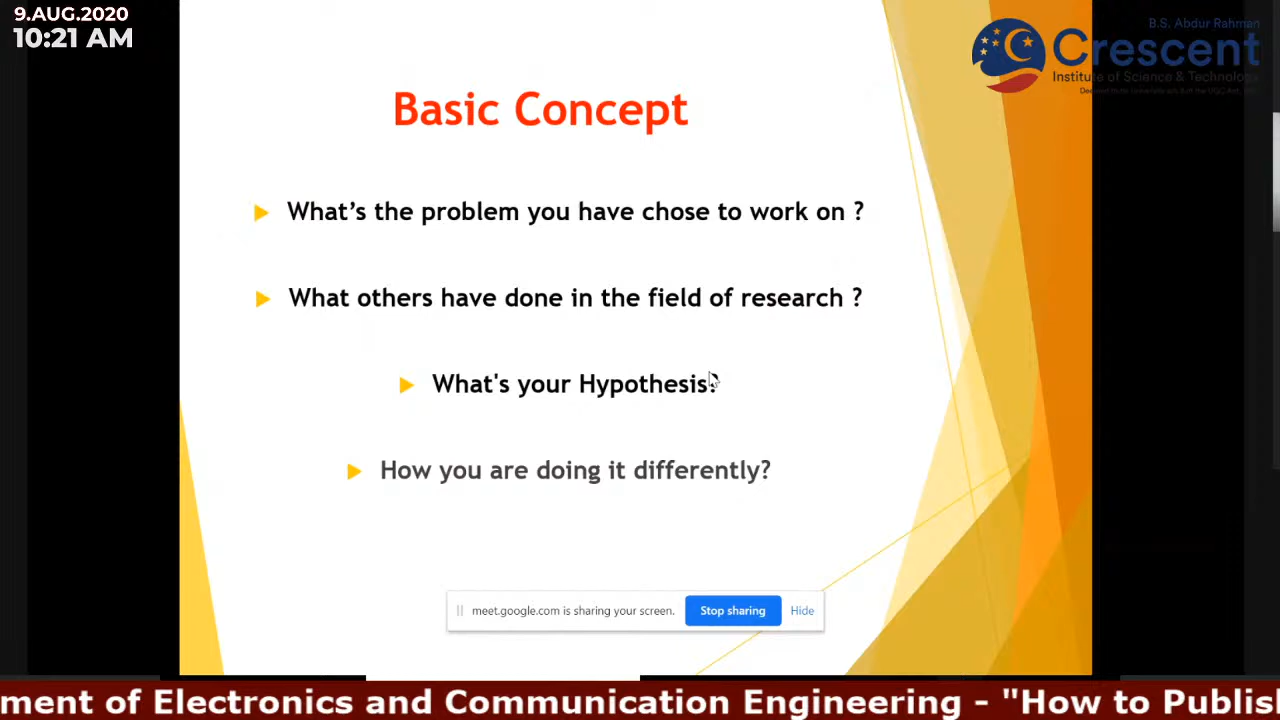 9.AUG.2020
10:21 AM
B.S. Abdur Rahman
Crescent
Institute of Science & Technology
Basic Concept
What’s the problem you have chose to work on ?
What others have done in the field of research ?
What's your Hypothesis?
How you are doing it differently?
meet.google.com is sharing your screen. Stop sharing Hide
ment of Electronics and Communication Engineering - "How to Publis